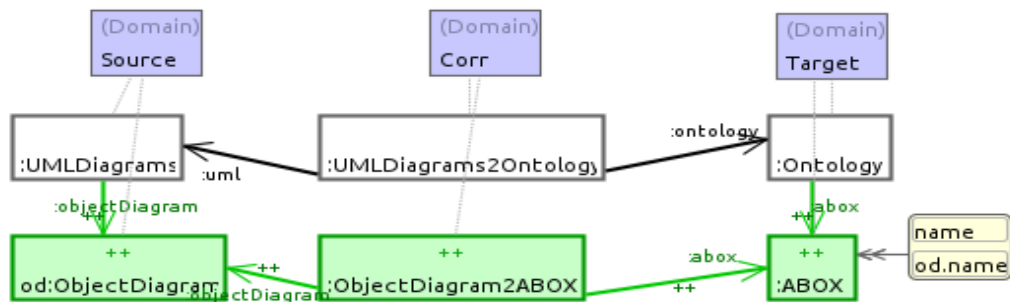 (Domain)
Source
(Domain)
Corr
(Domain)
Target
:UMLDiagrams
:uml
:UMLDiagrams2Ontology
:ontology
:Ontology
:objectDiagram
++
:abox
++
++
od:ObjectDiagram
++
:objectDiagram
++
:ObjectDiagram2ABOX
:abox
++
++
:ABOX
name
od.name